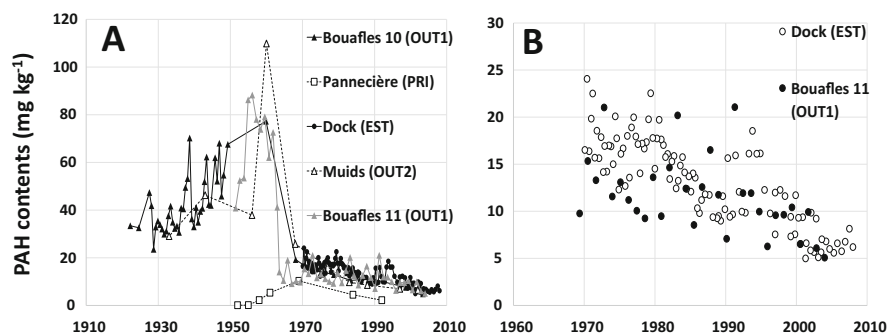 A
B
PAH contents (mg kg-1)
120
100
80
60
40
20
0
1910
1930
1950
1970
1990
2010
Bouafles 10 (OUT1)
Pannecière (PRI)
Dock (EST)
Muids (OUT2)
Bouafles 11 (OUT1)
30
25
20
15
10
5
0
1960
1970
1980
1990
2000
2010
Dock (EST)
Bouafles 11
(OUT1)